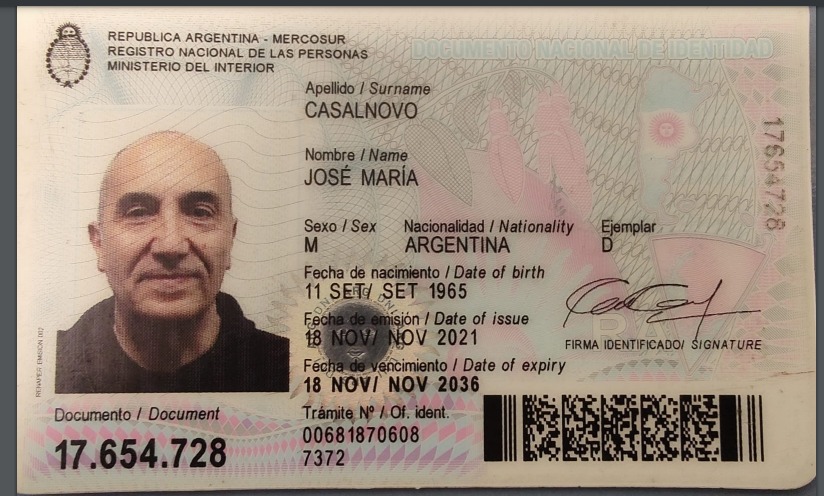 REPUBLICA ARGENTINA - MERCOSUR
REGISTRO NACIONAL DE LAS PERSONAS
MINISTERIO DEL INTERIOR
DOCUMENTO NACIONAL DE IDENTIDAD
Apellido / Surname
CASALNOVO
Nombre / Name
JOSÉ MARÍA
17654728
Sexo / Sex Nacionalidad / Nationality Ejemplar
M ARGENTINA D
Fecha de nacimiento / Date of birth
11 SET/ SET 1965
Fecha de emisión / Date of issue
18 NOV/ NOV 2021
FIRMA IDENTIFICADO/ SIGNATURE
Fecha de vencimiento / Date of expiry
18 NOV/ NOV 2036
Documento / Document
17.654.728
Trámite Nº / Of. ident.
00681870608
7372